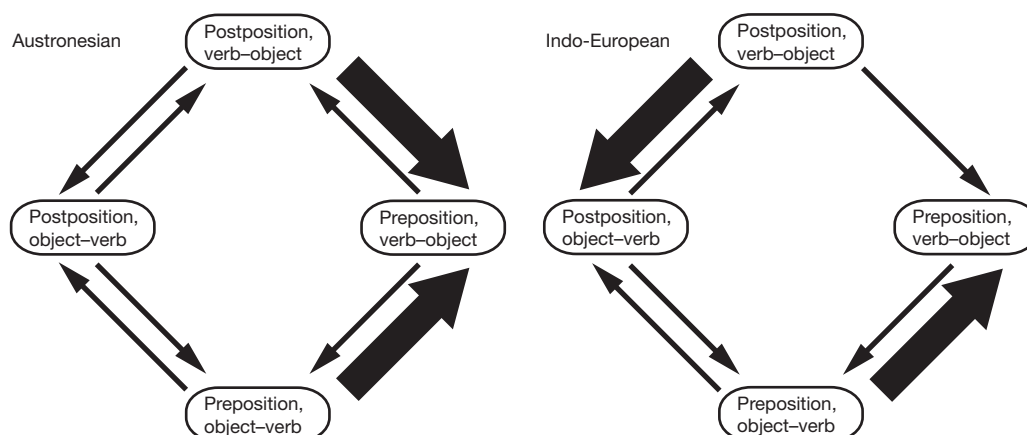 Austronesian
Postposition,
verb–object
Postposition,
object–verb
Preposition,
verb–object
Preposition,
object–verb
Indo-European
Postposition,
verb–object
Postposition,
object–verb
Preposition,
verb–object
Preposition,
object–verb